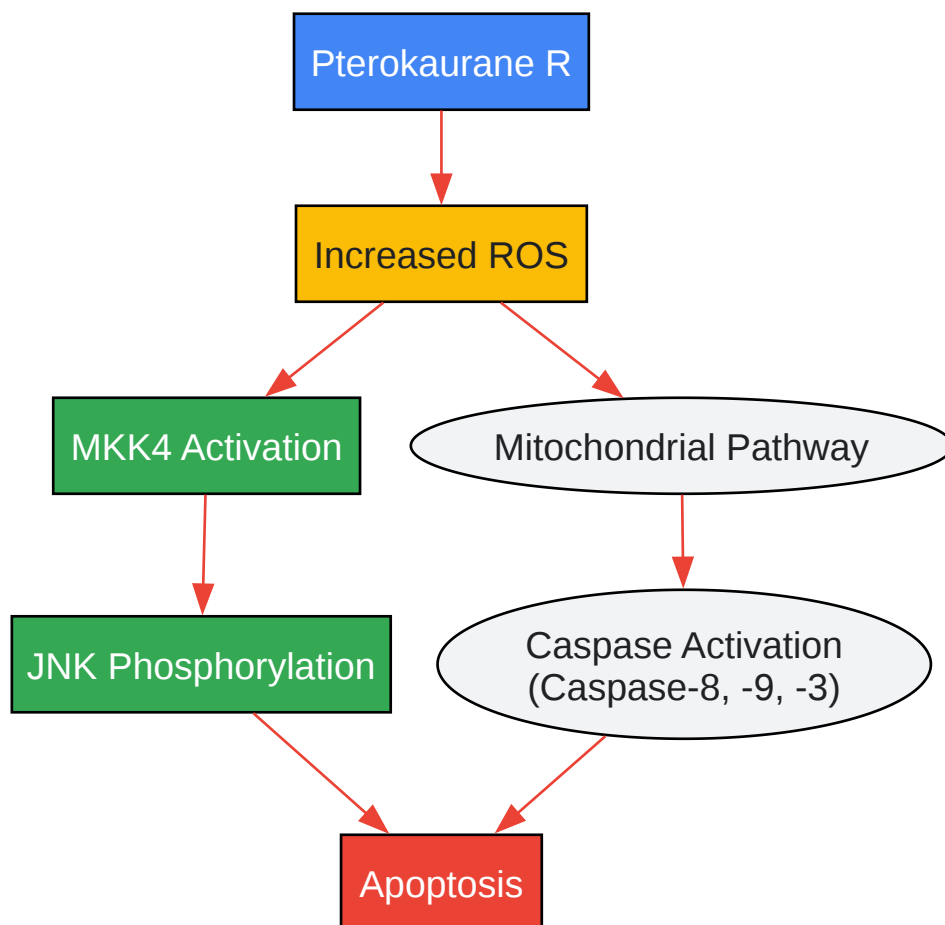 Pterokaurane R
Increased ROS
MKK4 Activation
Mitochondrial Pathway
JNK Phosphorylation
Caspase Activation
(Caspase-8, -9, -3)
Apoptosis